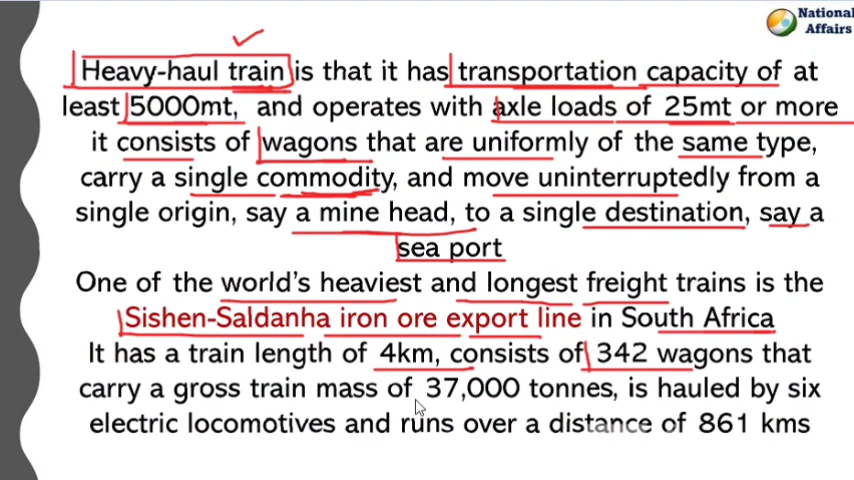 National
Affairs
Heavy-haul train is that it has transportation capacity of at
least 5000mt, and operates with axle loads of 25mt or more
it consists of wagons that are uniformly of the same type,
carry a single commodity, and move uninterruptedly from a
single origin, say a mine head, to a single destination, say a
sea port
One of the world's heaviest and longest freight trains is the
Sishen-Saldanha iron ore export line in South Africa
It has a train length of 4km, consists of 342 wagons that
carry a gross train mass of 37,000 tonnes, is hauled by six
electric locomotives and runs over a distance of 861 kms